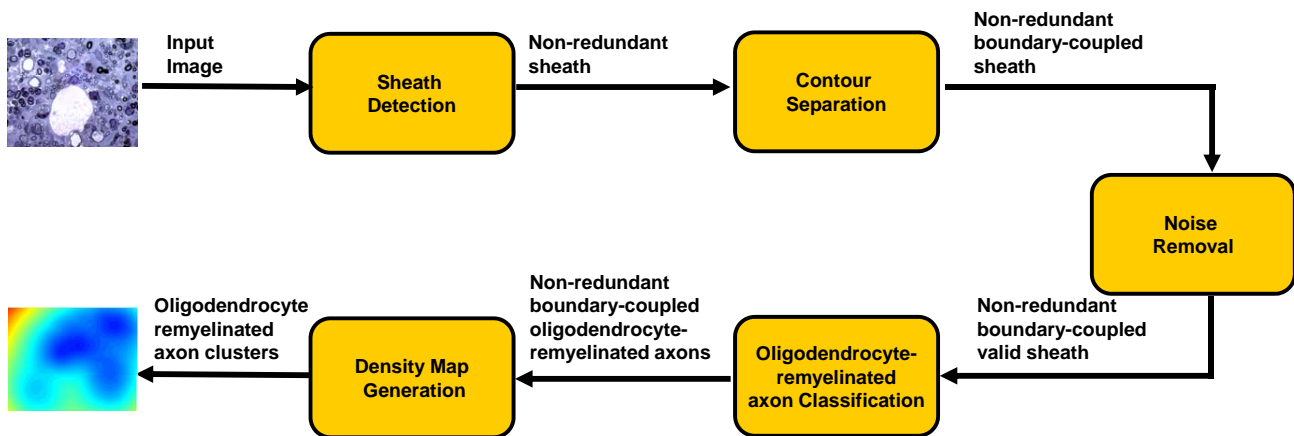 Input
Image
Sheath
Detection
Non-redundant
sheath
Contour
Separation
Non-redundant
boundary-coupled
sheath
Noise
Removal
Non-redundant
boundary-coupled
valid sheath
Oligodendrocyte-
remyelinated
axon Classification
Non-redundant
boundary-coupled
oligodendrocyte-
remyelinated axons
Density Map
Generation
Oligodendrocyte
remyelinated
axon clusters